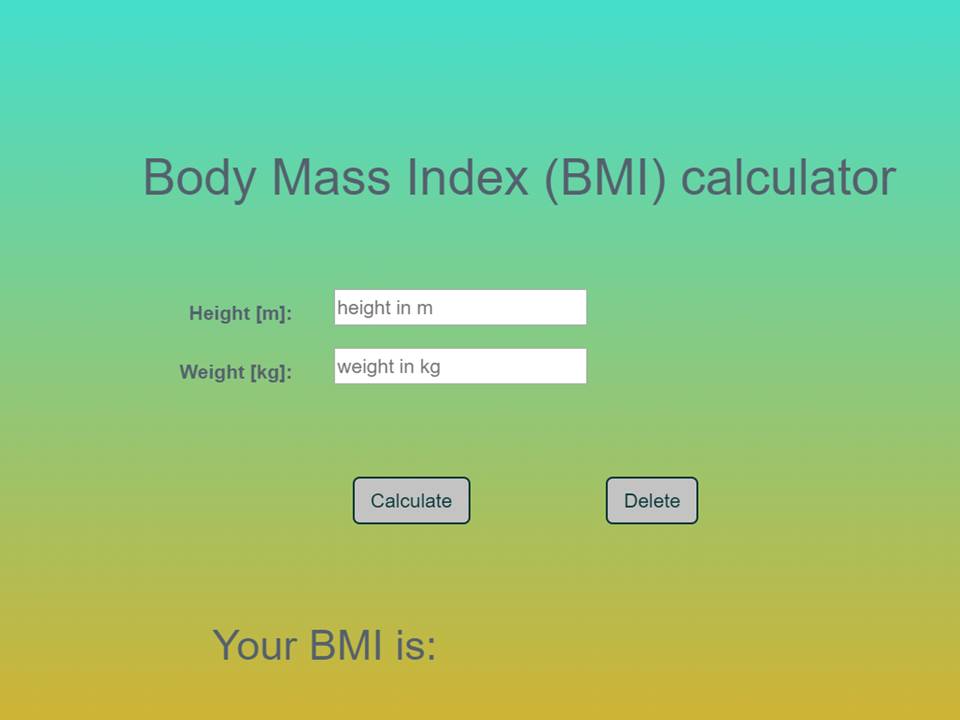 Body Mass Index (BMI) calculator
Height [m]: height in m
Weight [kg]: weight in kg
Calculate Delete
Your BMI is: